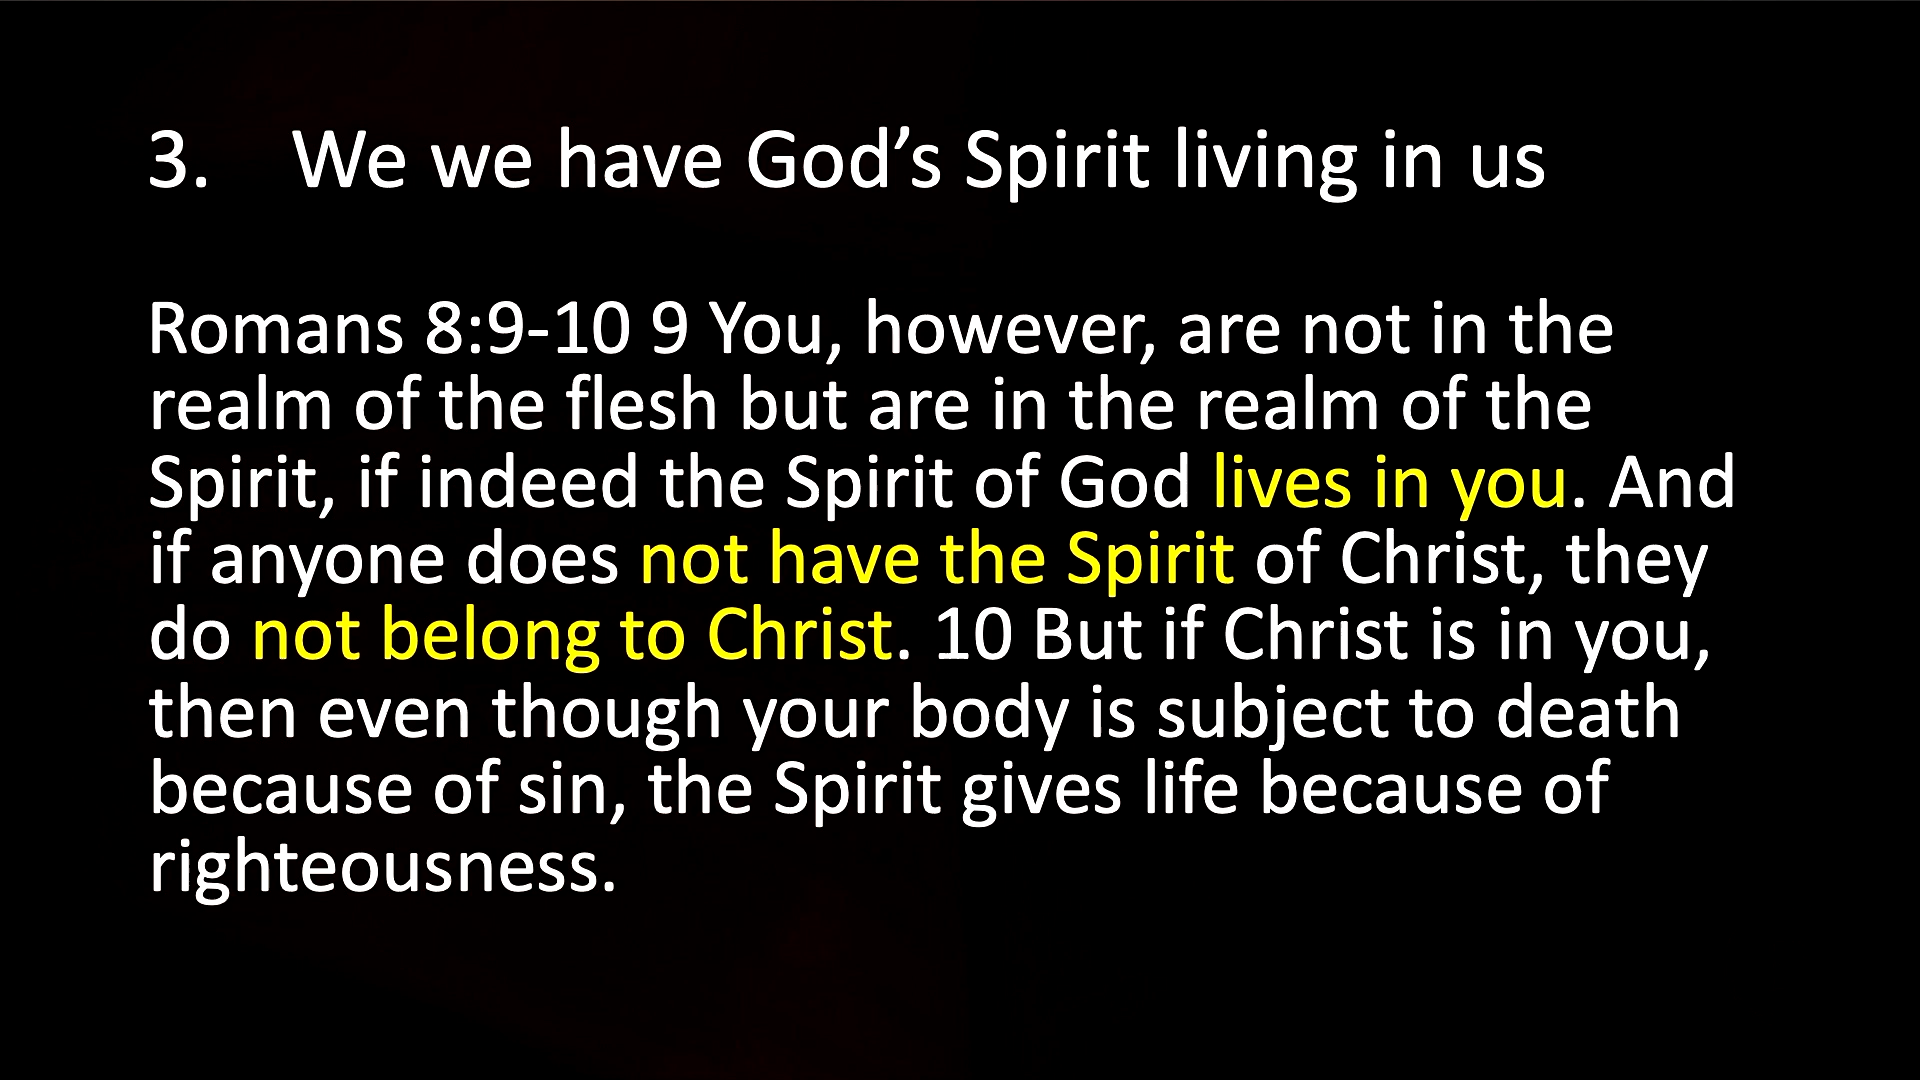 3. We we have God’s Spirit living in us
Romans 8:9-10 9 You, however, are not in the
realm of the flesh but are in the realm of the
Spirit, if indeed the Spirit of God lives in you. And
if anyone does not have the Spirit of Christ, they
do not belong to Christ. 10 But if Christ is in you,
then even though your body is subject to death
because of sin, the Spirit gives life because of
righteousness.